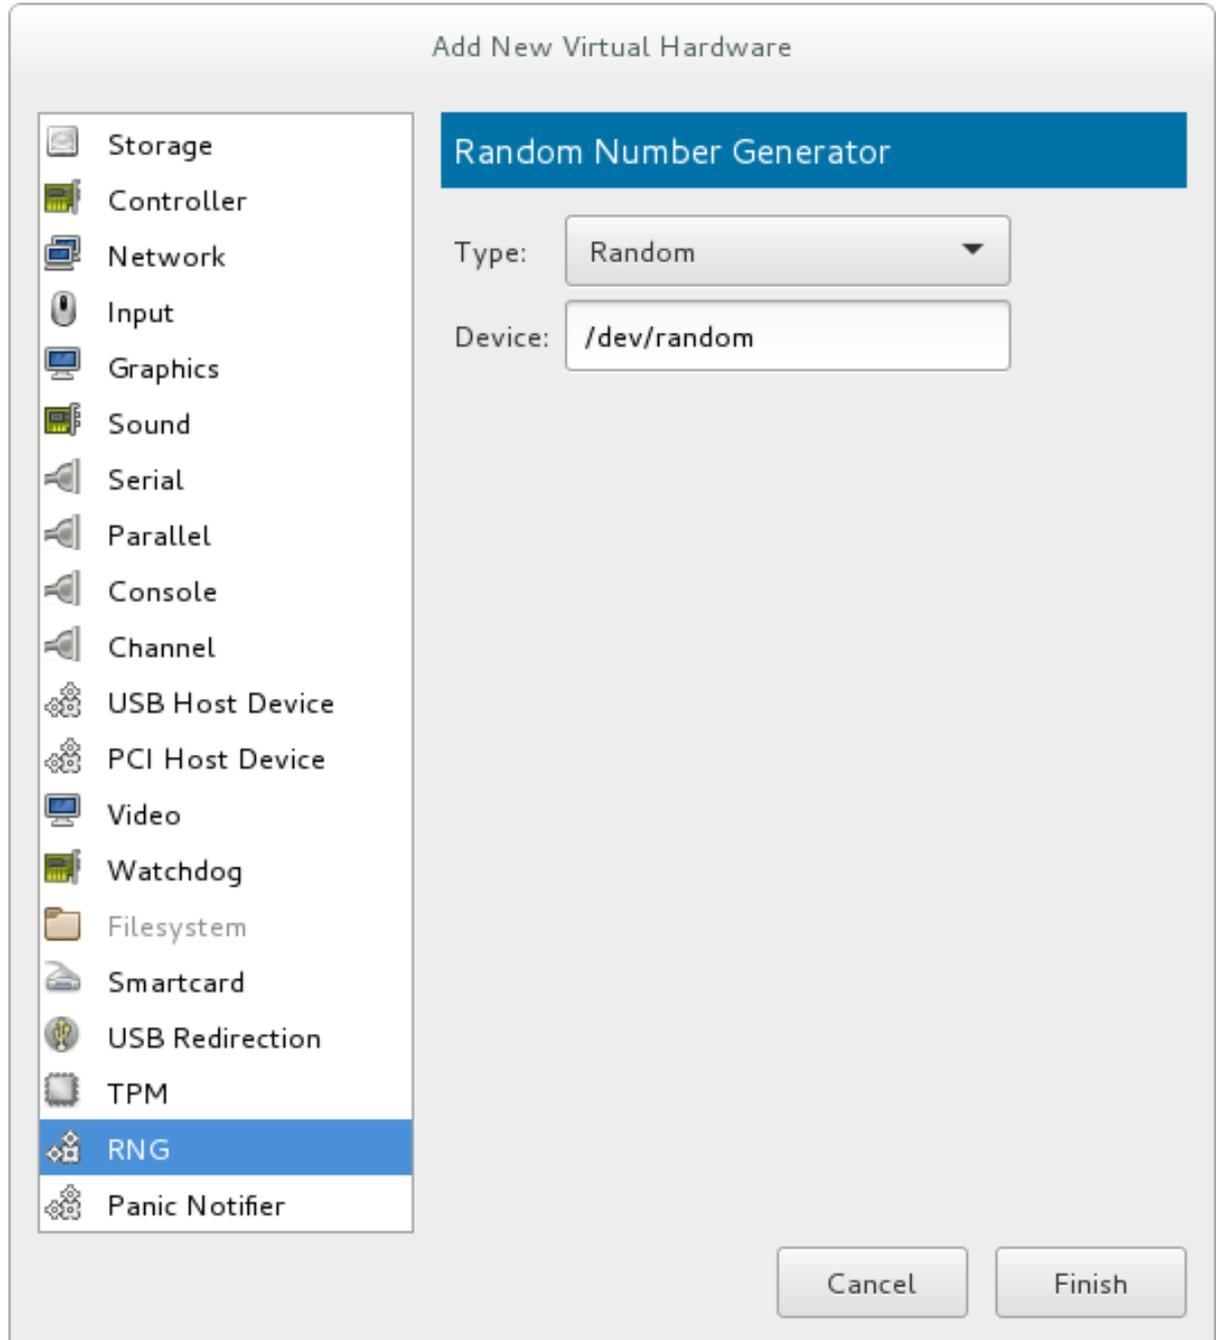 Add New Virtual Hardware
Storage
Controller
Network
Input
Graphics
Sound
Serial
Parallel
Console
Channel
USB Host Device
PCI Host Device
Video
Watchdog
Filesystem
Smartcard
USB Redirection
TPM
RNG
Panic Notifier
Random Number Generator
Type: Random
Device: /dev/random
Cancel Finish